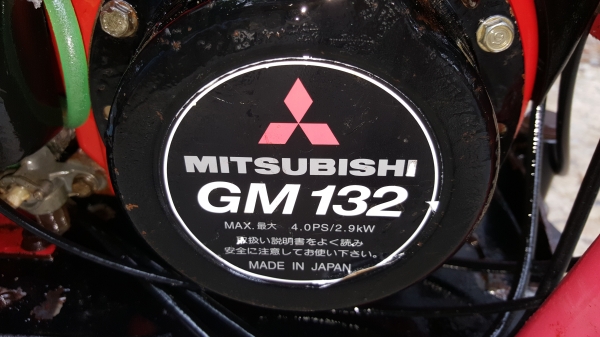 MITSUBISHI
GM 132
MAX. 最大 4.0PS/2.9kW
取扱い説明書をよく読み
安全に注意してお使い下さい。
MADE IN JAPAN